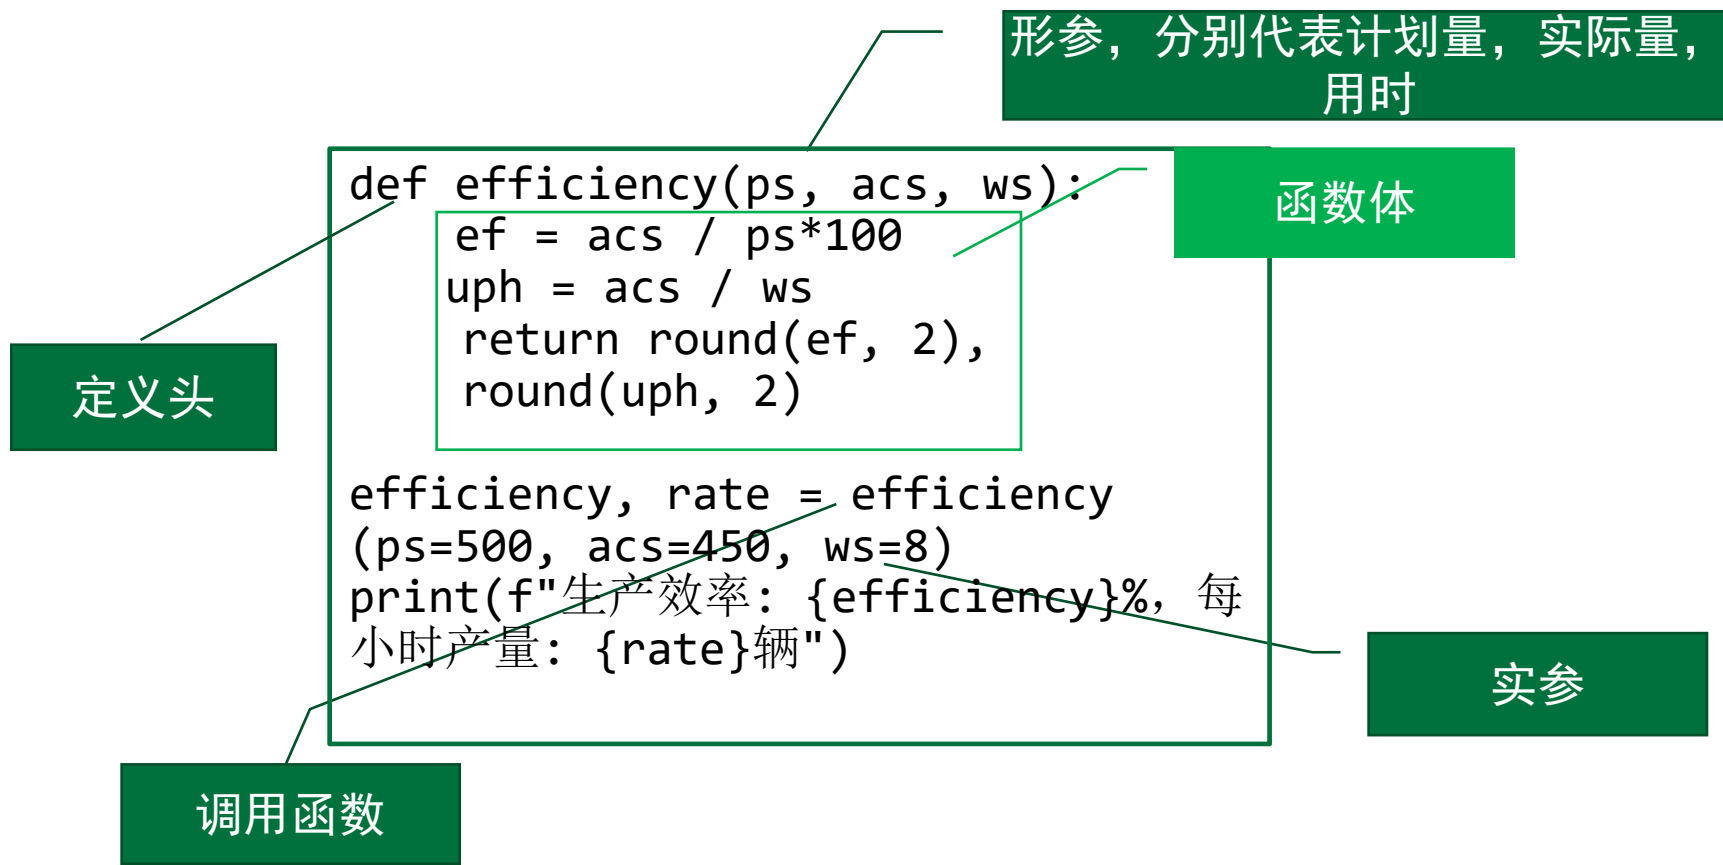 形参，分别代表计划量，实际量，
用时
def efficiency(ps, acs, ws):
函数体
ef = acs / ps*100
uph = acs / ws
return round(ef, 2),
round(uph, 2)
定义头
efficiency, rate = efficiency
(ps=500, acs=450, ws=8)
print(f"生产效率: {efficiency}%，每
小时产量: {rate}辆")
实参
调用函数